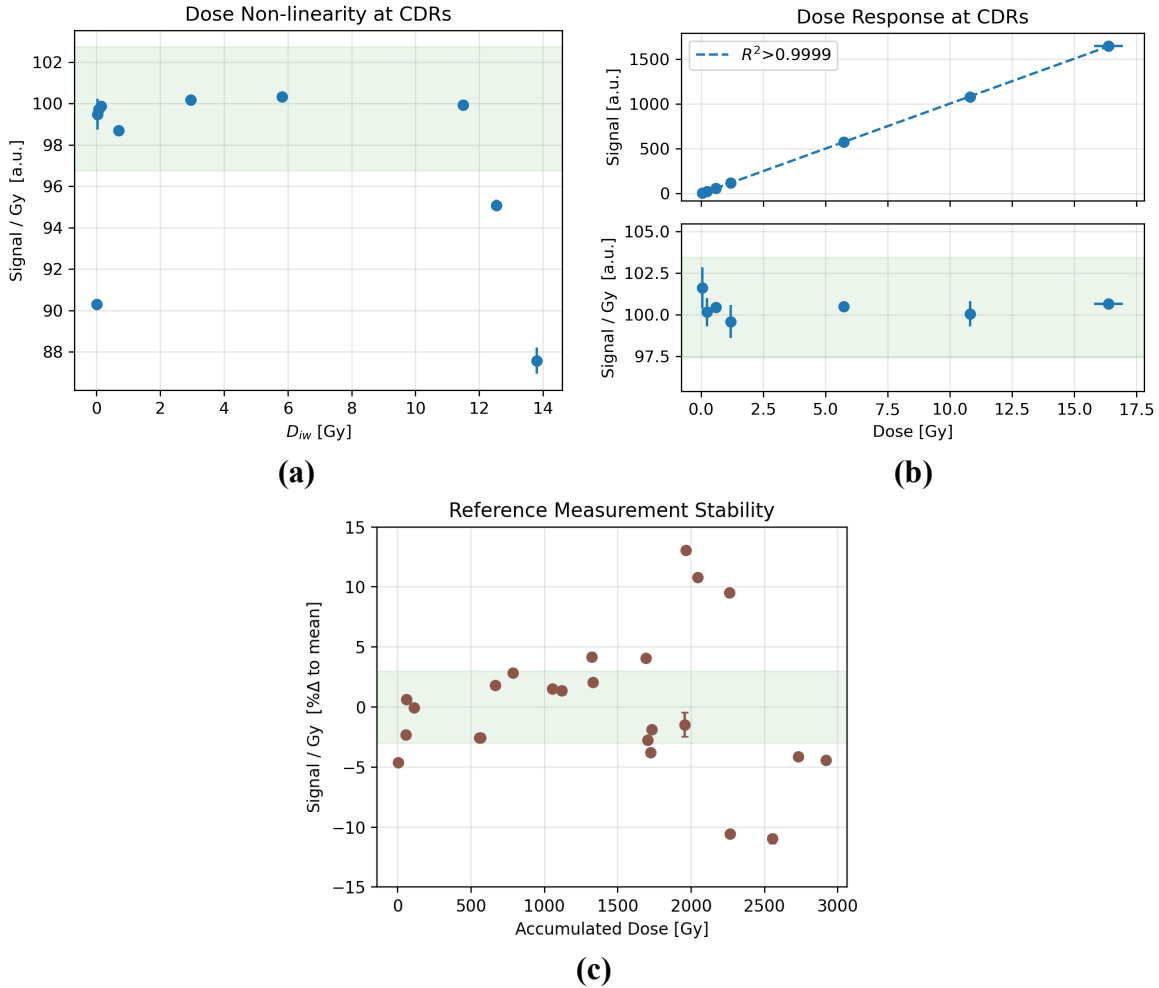 Dose Non-linearity at CDRs
Signal / Gy [a.u.]
102
100
98
96
94
92
90
88
0 2 4 6 8 10 12 14
D_{iw} [Gy]
(a)
Dose Response at CDRs
R²>0.9999
Signal [a.u.]
1500
1000
500
0
Signal / Gy [a.u.]
105.0
102.5
100.0
97.5
0.0 2.5 5.0 7.5 10.0 12.5 15.0 17.5
Dose [Gy]
(b)
Reference Measurement Stability
Signal / Gy [%Δ to mean]
15
10
5
0
−5
−10
−15
0 500 1000 1500 2000 2500 3000
Accumulated Dose [Gy]
(c)